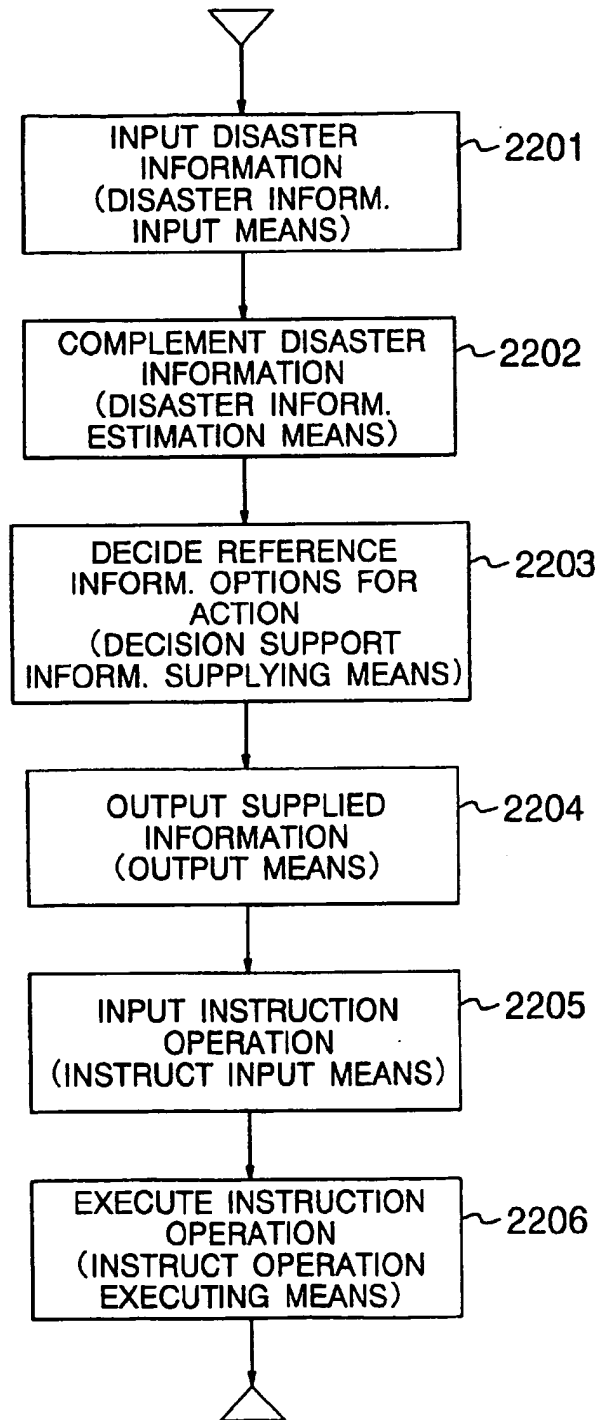 INPUT DISASTER
INFORMATION
(DISASTER INFORM.
INPUT MEANS)
2201
COMPLEMENT DISASTER
INFORMATION
(DISASTER INFORM.
ESTIMATION MEANS)
2202
DECIDE REFERENCE
INFORM. OPTIONS FOR
ACTION
(DECISION SUPPORT
INFORM. SUPPLYING MEANS)
2203
OUTPUT SUPPLIED
INFORMATION
(OUTPUT MEANS)
2204
INPUT INSTRUCTION
OPERATION
(INSTRUCT INPUT MEANS)
2205
EXECUTE INSTRUCTION
OPERATION
(INSTRUCT OPERATION
EXECUTING MEANS)
2206